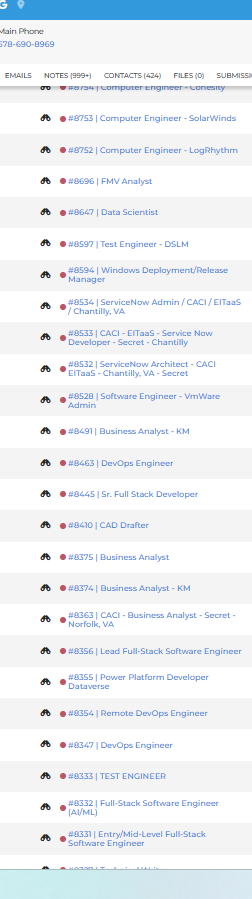 Main Phone
678-690-8969
EMAILS NOTES (999+) CONTACTS (424) FILES (0) SUBMISSI
#8754 | Computer Engineer - Cohesity
#8753 | Computer Engineer - SolarWinds
#8752 | Computer Engineer - LogRhythm
#8696 | FMV Analyst
#8647 | Data Scientist
#8597 | Test Engineer - DSLM
#8594 | Windows Deployment/Release
Manager
#8534 | ServiceNow Admin / CACI / EITaaS
/ Chantilly, VA
#8533 | CACI - EITaaS - Service Now
Developer - Secret - Chantilly
#8532 | ServiceNow Architect - CACI
EITaaS - Chantilly, VA - Secret
#8528 | Software Engineer - VmWare
Admin
#8491 | Business Analyst - KM
#8463 | DevOps Engineer
#8445 | Sr. Full Stack Developer
#8410 | CAD Drafter
#8375 | Business Analyst
#8374 | Business Analyst - KM
#8363 | CACI - Business Analyst - Secret -
Norfolk, VA
#8356 | Lead Full-Stack Software Engineer
#8355 | Power Platform Developer
Dataverse
#8354 | Remote DevOps Engineer
#8347 | DevOps Engineer
#8333 | TEST ENGINEER
#8332 | Full-Stack Software Engineer
(AI/ML)
#8331 | Entry/Mid-Level Full-Stack
Software Engineer